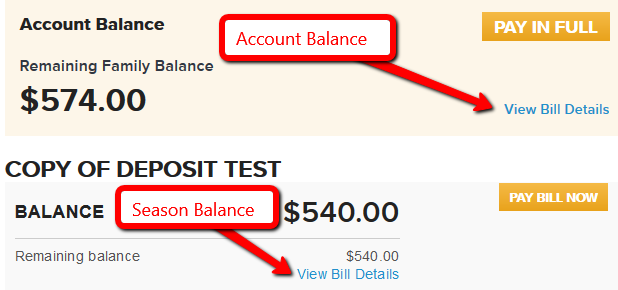 Account Balance
Account Balance
PAY IN FULL
Remaining Family Balance
$574.00
View Bill Details
COPY OF DEPOSIT TEST
BALANCE
Season Balance
$540.00
PAY BILL NOW
Remaining balance
$540.00
View Bill Details